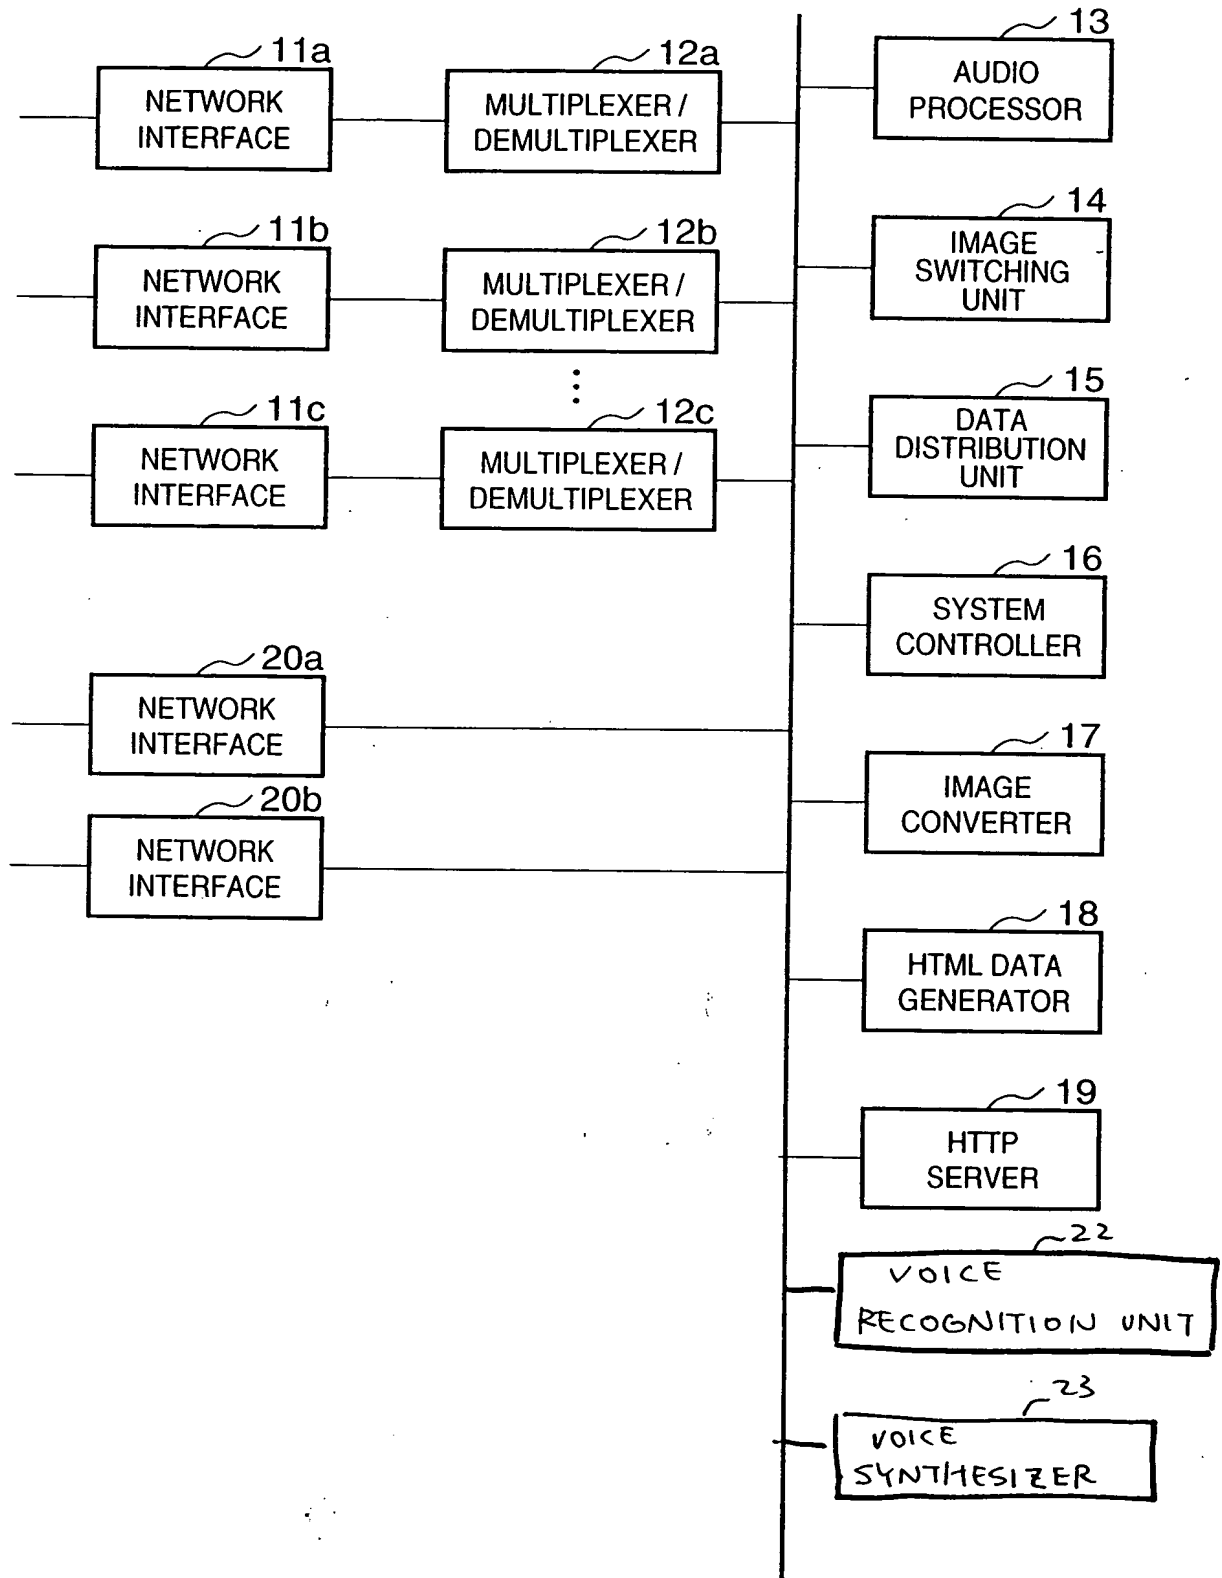 11a
NETWORK
INTERFACE
12a
MULTIPLEXER /
DEMULTIPLEXER
13
AUDIO
PROCESSOR
11b
NETWORK
INTERFACE
12b
MULTIPLEXER /
DEMULTIPLEXER
14
IMAGE
SWITCHING
UNIT
11c
NETWORK
INTERFACE
12c
MULTIPLEXER /
DEMULTIPLEXER
15
DATA
DISTRIBUTION
UNIT
16
SYSTEM
CONTROLLER
20a
NETWORK
INTERFACE
17
IMAGE
CONVERTER
20b
NETWORK
INTERFACE
18
HTML DATA
GENERATOR
19
HTTP
SERVER
22
VOICE
RECOGNITION UNIT
23
VOICE
SYNTHESIZER